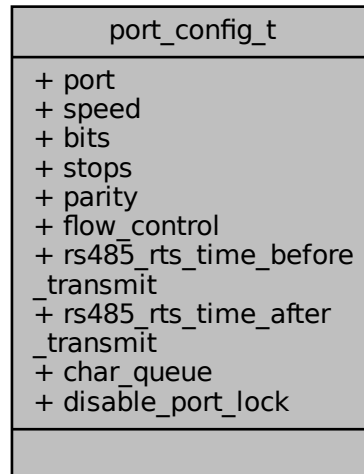 port_config_t
+ port
+ speed
+ bits
+ stops
+ parity
+ flow_control
+ rs485_rts_time_before
_transmit
+ rs485_rts_time_after
_transmit
+ char_queue
+ disable_port_lock